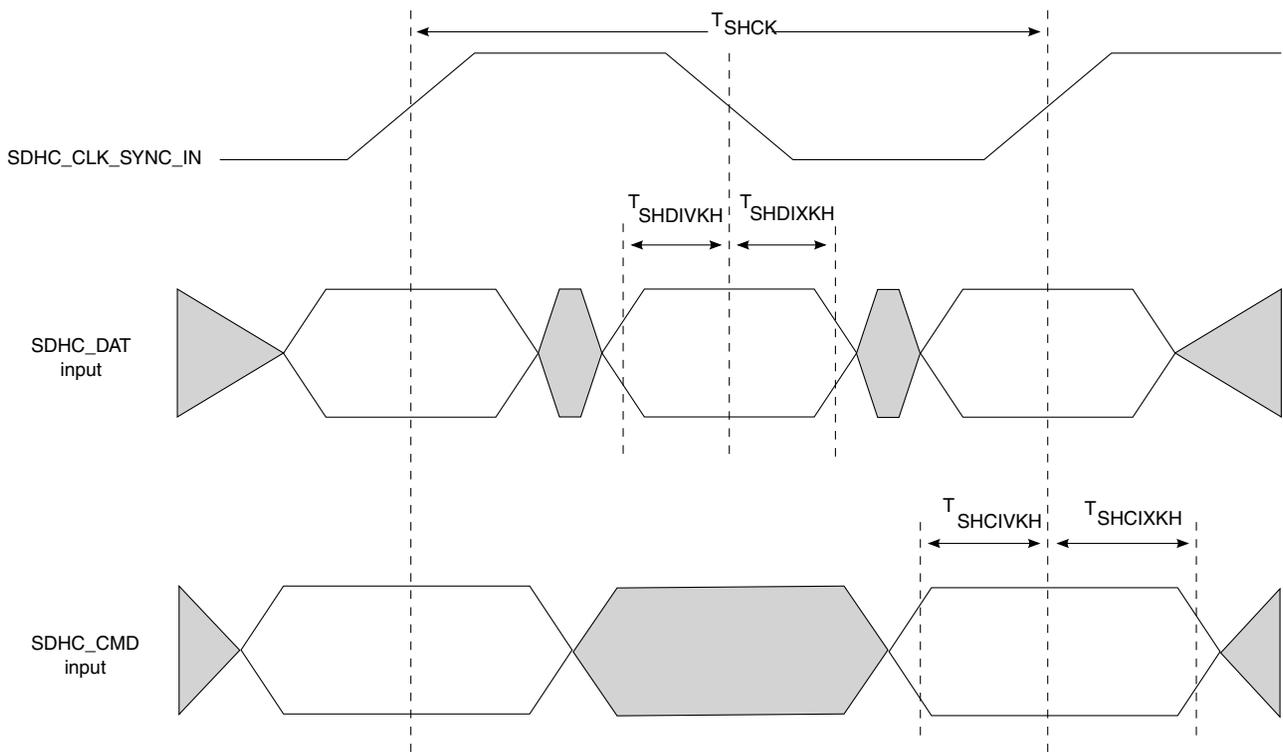 TSHCK
SDHC_CLK_SYNC_IN
TSHDIVKH
TSHDIXKH
SDHC_DAT
input
TSHCIVKH
TSHCIXKH
SDHC_CMD
input